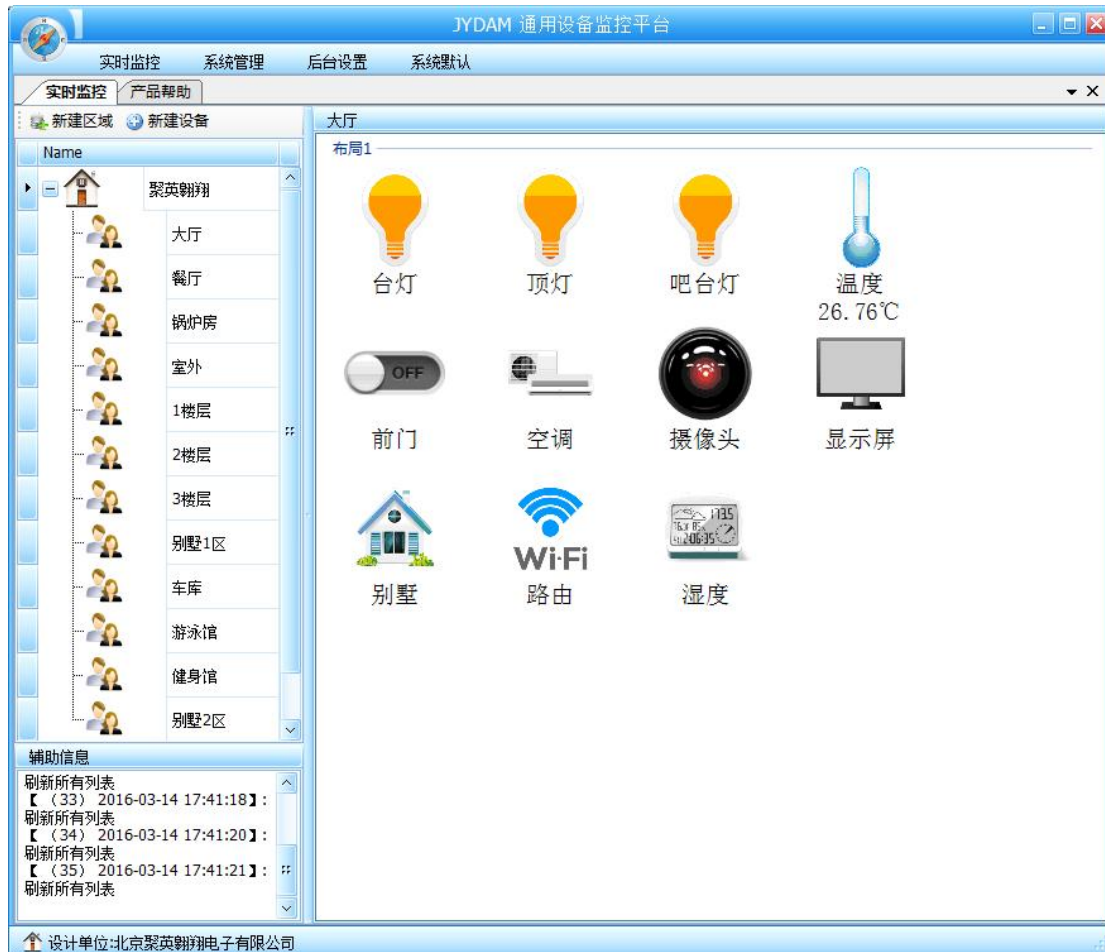 JYDAM 通用设备监控平台
实时监控 系统管理 后台设置 系统默认
实时监控 产品帮助
新建区域 新建设备
Name
聚英翱翔
大厅
餐厅
锅炉房
室外
1楼层
2楼层
3楼层
别墅1区
车库
游泳馆
健身馆
别墅2区
辅助信息
刷新所有列表
【 （33） 2016-03-14 17:41:18】:
刷新所有列表
【 （34） 2016-03-14 17:41:20】:
刷新所有列表
【 （35） 2016-03-14 17:41:21】:
刷新所有列表
大厅
布局1
台灯 顶灯 吧台灯 温度
26.76℃
OFF
前门 空调 摄像头 显示屏
Wi-Fi
别墅 路由 湿度
设计单位:北京聚英翱翔电子有限公司